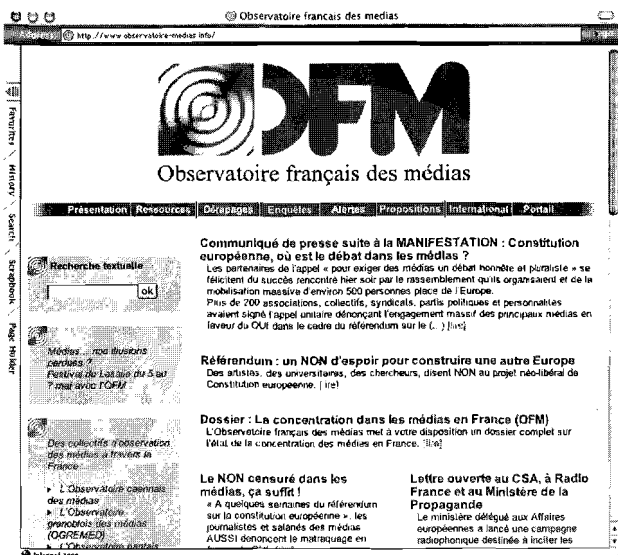 Observatoire francais des medias
http://www.observatoire-medias.info/
Favorites
History
Search
Scrapbook
Page Holder
OFM
Observatoire français des médias
Présentation Ressources Dérapages Enquêtes Alertes Propositions International Portail
Recherche textuelle
ok
Médias... nos illusions
perdues ?
Festival de Lasalle du 5 au
7 mai avec l'OFM
Des collectifs d'observation
des médias à travers la
France :
L'Observatoire caennais
des médias
L'Observatoire
grenoblois des médias
(OGREMED)
L'Observatoire nantais
Communiqué de presse suite à la MANIFESTATION : Constitution
européenne, où est le débat dans les médias ?
Les partenaires de l'appel « pour exiger des médias un débat honnête et pluraliste » se
félicitent du succès rencontré hier soir par le rassemblement qu'ils organisaient et de la
mobilisation massive d'environ 500 personnes place de l'Europe.
Plus de 200 associations, collectifs, syndicats, partis politiques et personnalités
avaient signé l'appel unitaire dénonçant l'engagement massif des principaux médias en
faveur du OUI dans le cadre du référendum sur le (...) [lire]
Référendum : un NON d'espoir pour construire une autre Europe
Des artistes, des universitaires, des chercheurs, disent NON au projet néo-libéral de
Constitution européenne. [lire]
Dossier : La concentration dans les médias en France (OFM)
L'Observatoire français des médias met à votre disposition un dossier complet sur
l'état de la concentration des médias en France. [lire]
Le NON censuré dans les
médias, ça suffit !
« A quelques semaines du référendum
sur la constitution européenne », les
journalistes et salariés des médias
AUSSI dénoncent le matraquage en
Lettre ouverte au CSA, à Radio
France et au Ministère de la
Propagande
Le ministère délégué aux Affaires
européennes a lancé une campagne
radiophonique destinée à inciter les